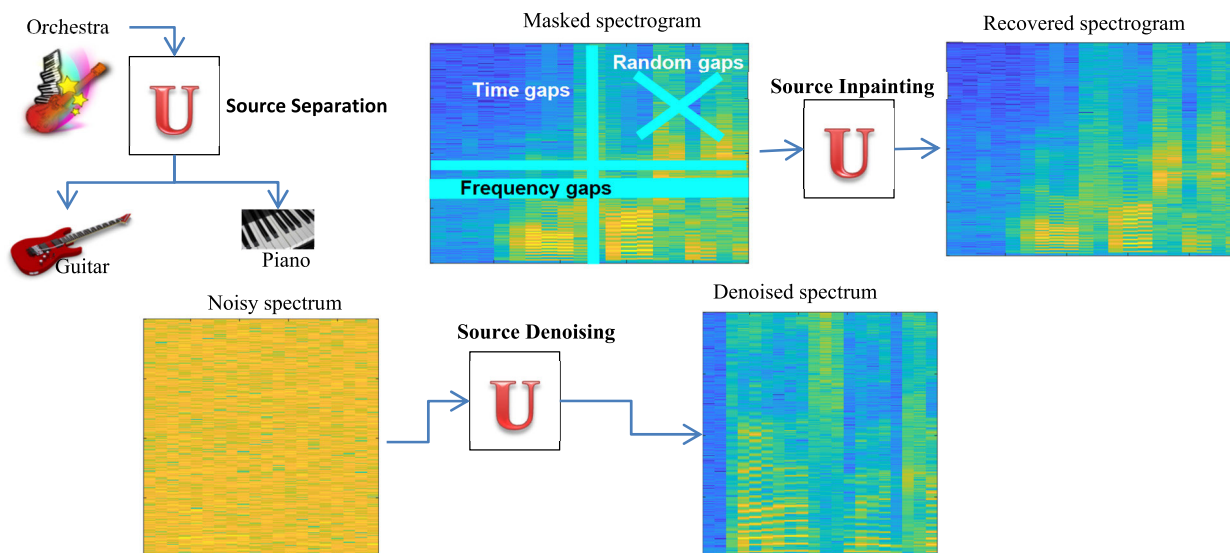 Orchestra
U
Source Separation
Guitar
Piano
Masked spectrogram
Time gaps
Random gaps
Frequency gaps
Source Inpainting
U
Recovered spectrogram
Noisy spectrum
Source Denoising
U
Denoised spectrum